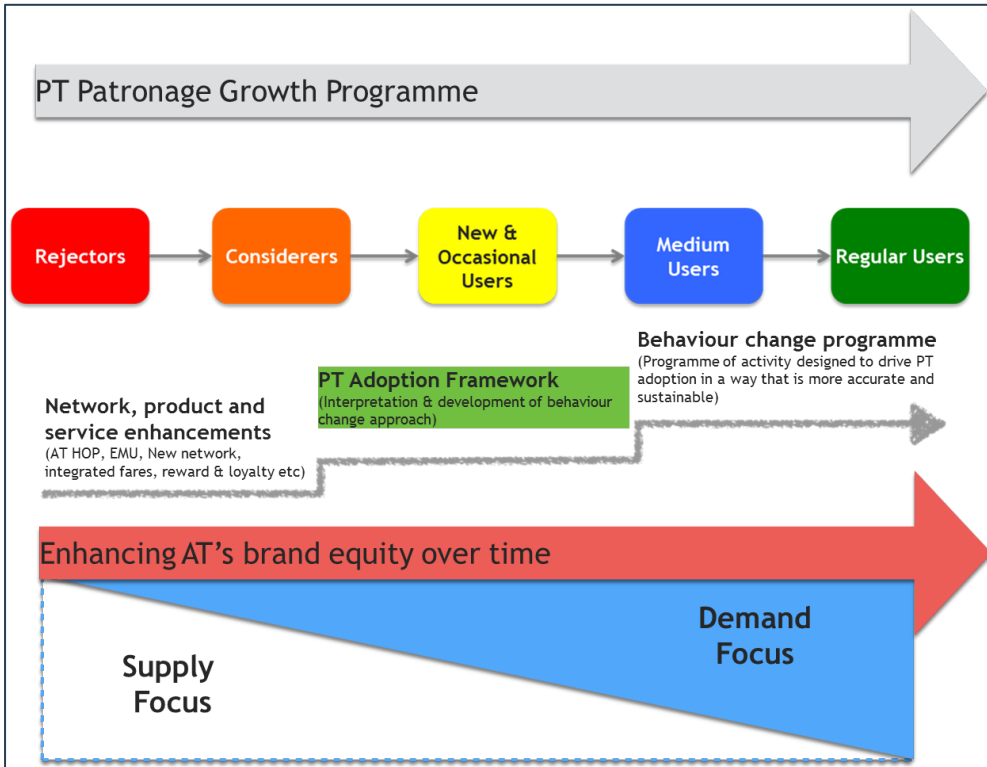 PT Patronage Growth Programme
Rejectors
Considerers
New &
Occasional
Users
Medium
Users
Regular Users
Network, product and
service enhancements
(AT HOP, EMU, New network,
integrated fares, reward & loyalty etc)
PT Adoption Framework
(Interpretation & development of behaviour
change approach)
Behaviour change programme
(Programme of activity designed to drive PT
adoption in a way that is more accurate and
sustainable)
Enhancing AT's brand equity over time
Supply
Focus
Demand
Focus